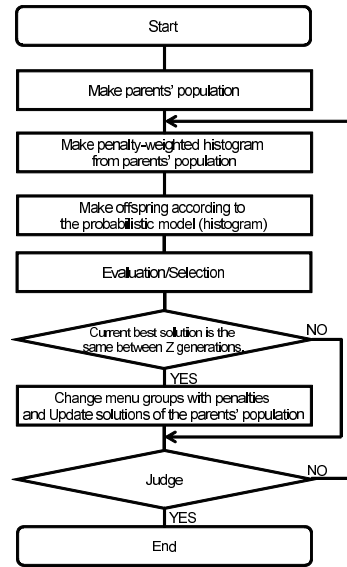 Start
Make parents' population
Make penalty-weighted histogram
from parents' population
Make offspring according to
the probabilistic model (histogram)
Evaluation/Selection
Current best solution is the
same between Z generations.
NO
YES
Change menu groups with penalties
and Update solutions of the parents' population
Judge
NO
YES
End